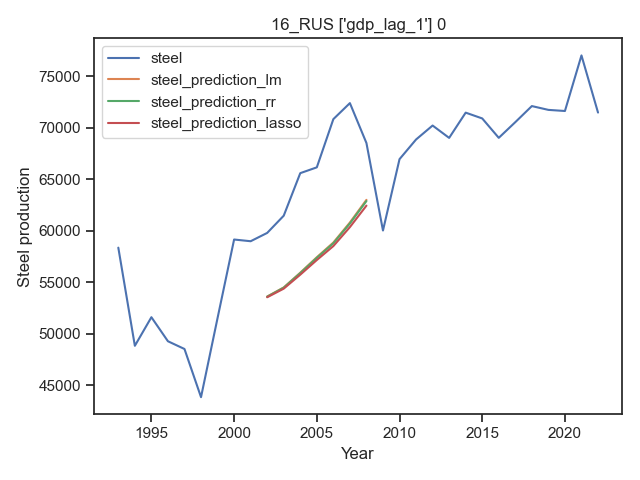 16_RUS ['gdp_lag_1'] 0
steel
steel_prediction_lm
steel_prediction_rr
steel_prediction_lasso
Steel production
75000
70000
65000
60000
55000
50000
45000
1995
2000
2005
2010
2015
2020
Year